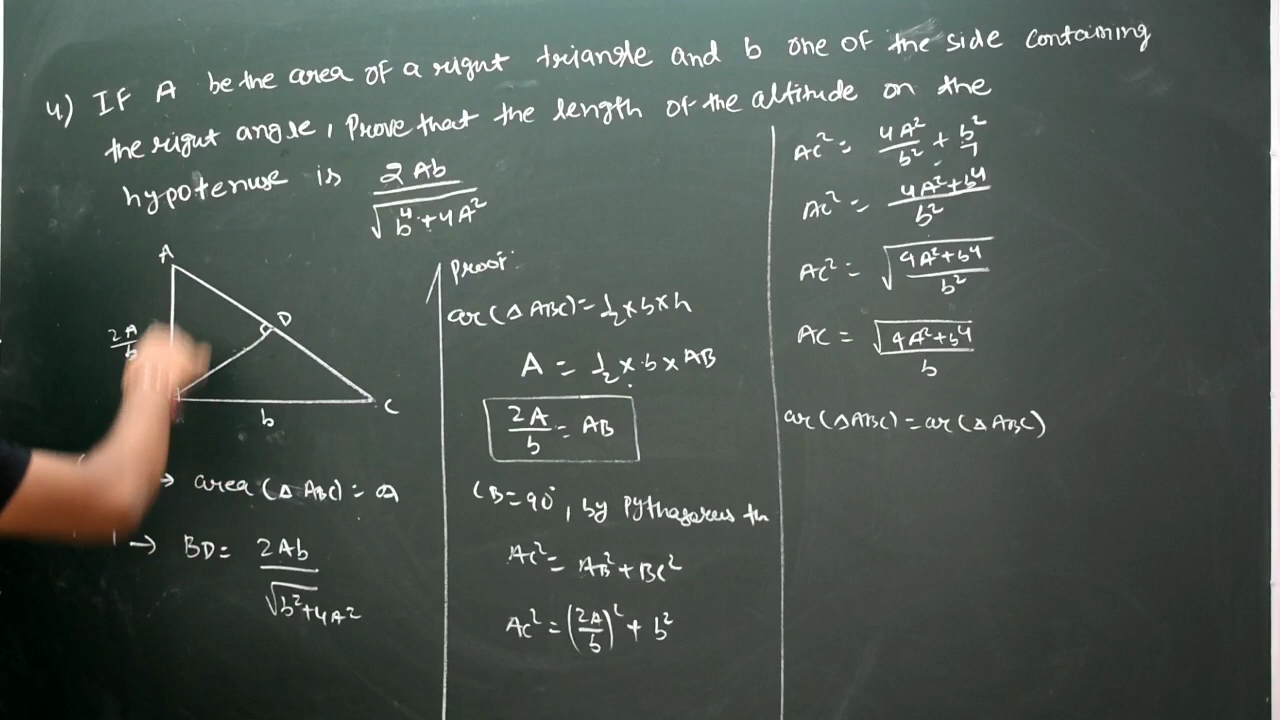 4) IF A be the area of a right triangle and b one of the side containing
the right angle, Prove that the length of the altitude on the
hypotenuse is 2Ab / √(b⁴+4A²)
A
D
2A/b
b
C
→ area (△ ABC) = a
→ BD = 2Ab / √b²+4A²
Proof:
ar(△ ABC) = 1/2 × b × h
A = 1/2 × b × AB
2A/b = AB
∠B = 90°, by Pythagoreus th
AC² = AB² + BC²
AC² = (2A/b)² + b²
AC² = 4A²/b² + b²/1
AC² = (4A²+b⁴)/b²
AC² = √((4A²+b⁴)/b²)
AC = √(4A²+b⁴)/b
ar(△ABC) = ar(△ABC)